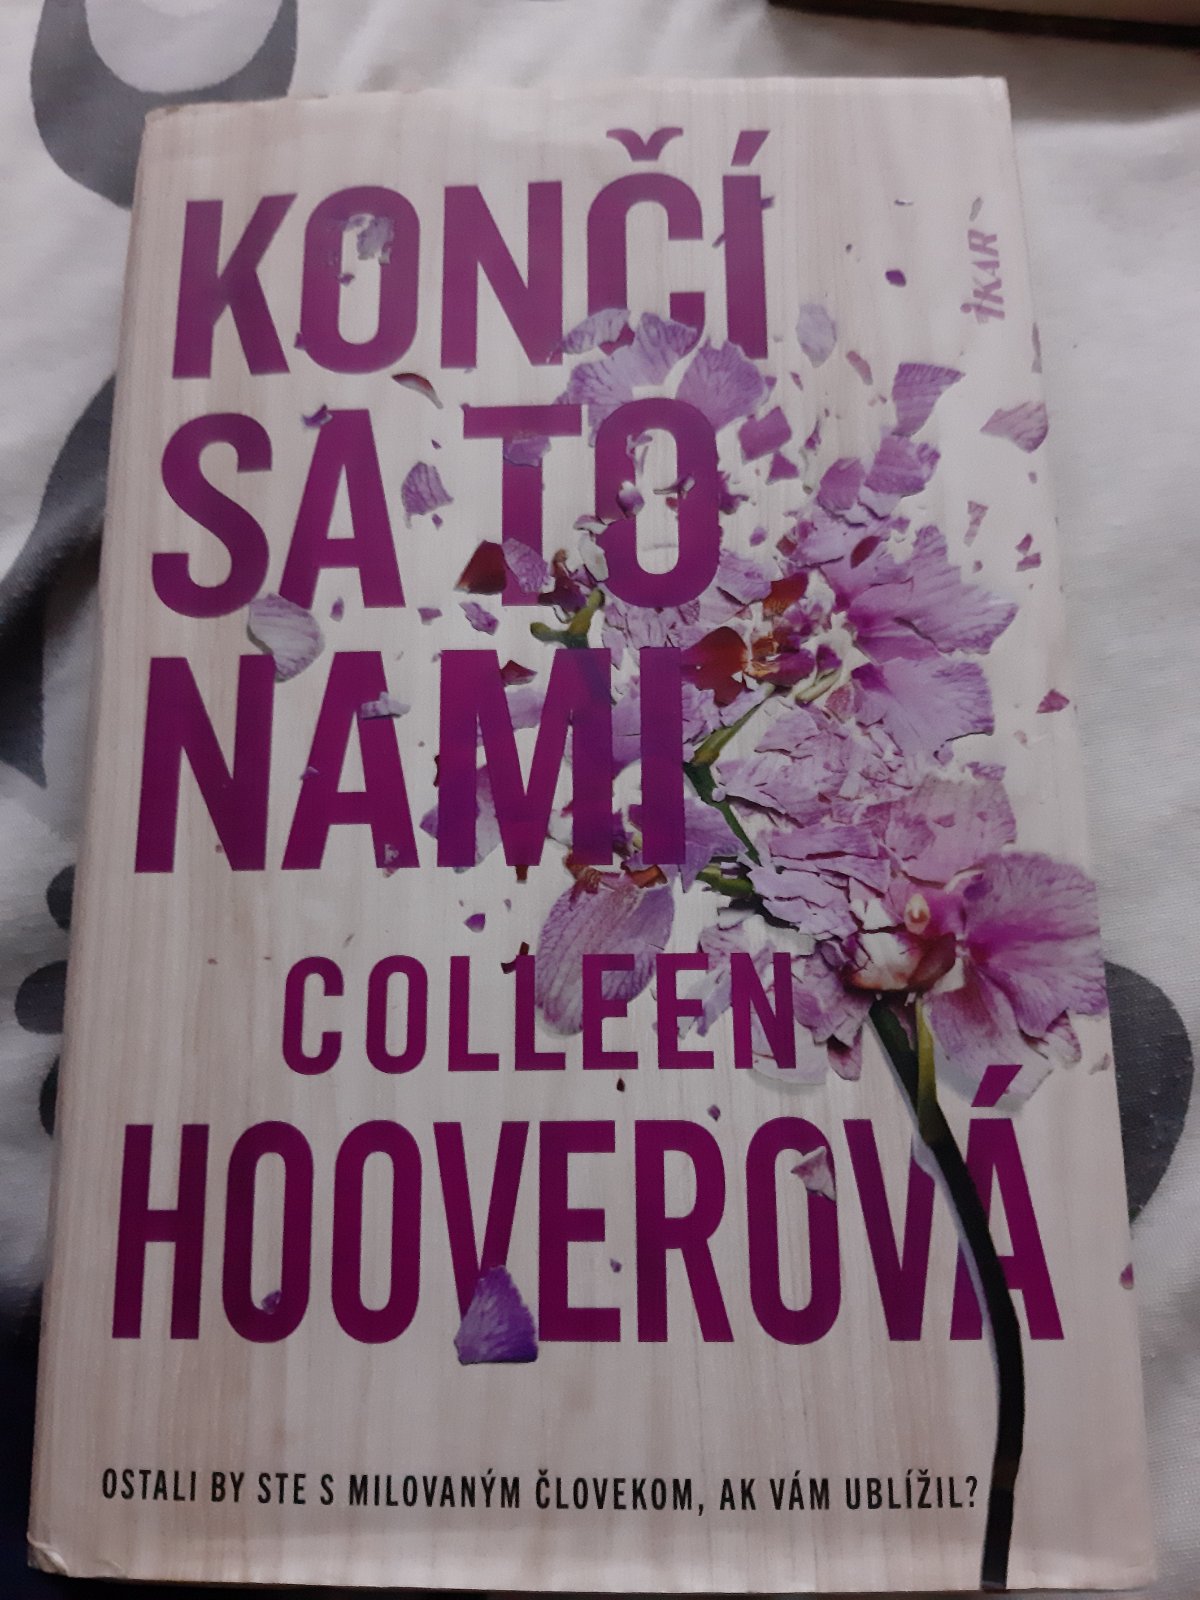 KONČÍ
SA TO
NAMI
COLLEEN
HOOVEROVÁ
OSTALI BY STE S MILOVANÝM ČLOVEKOM, AK VÁM UBLÍŽIL?
IKAR